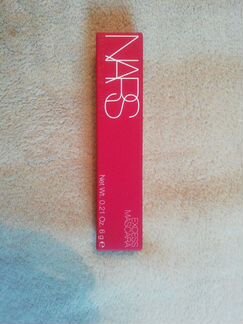 NARS
EXCESS
MASCARA
Net Wt. 0.21 Oz. 6 g e